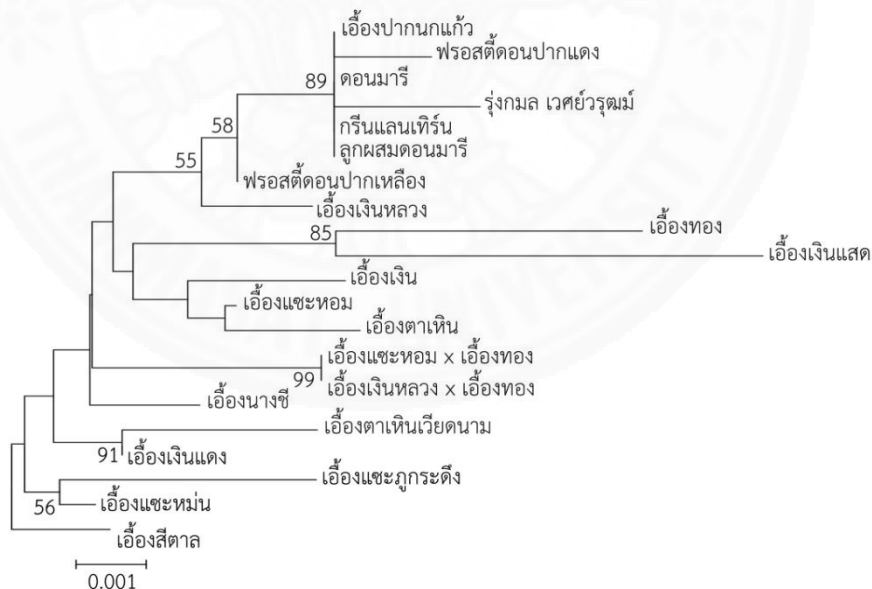 เอื้องปากนกแก้ว
ฟรอสตี้ดอนปากแดง
89
ดอนมารี
รุ่งกมล เวศย์วรุฒม์
58
กรีนแลนเทิร์น
ลูกผสมดอนมารี
55
ฟรอสตี้ดอนปากเหลือง
เอื้องเงินหลวง
85
เอื้องทอง
เอื้องเงินแสด
เอื้องเงิน
เอื้องแซะหอม
เอื้องตาเหิน
เอื้องแซะหอม x เอื้องทอง
99
เอื้องเงินหลวง x เอื้องทอง
เอื้องนางชี
เอื้องตาเหินเวียดนาม
91
เอื้องเงินแดง
เอื้องแซะภูกระดึง
56
เอื้องแซะหม่น
เอื้องสีตาล
0.001